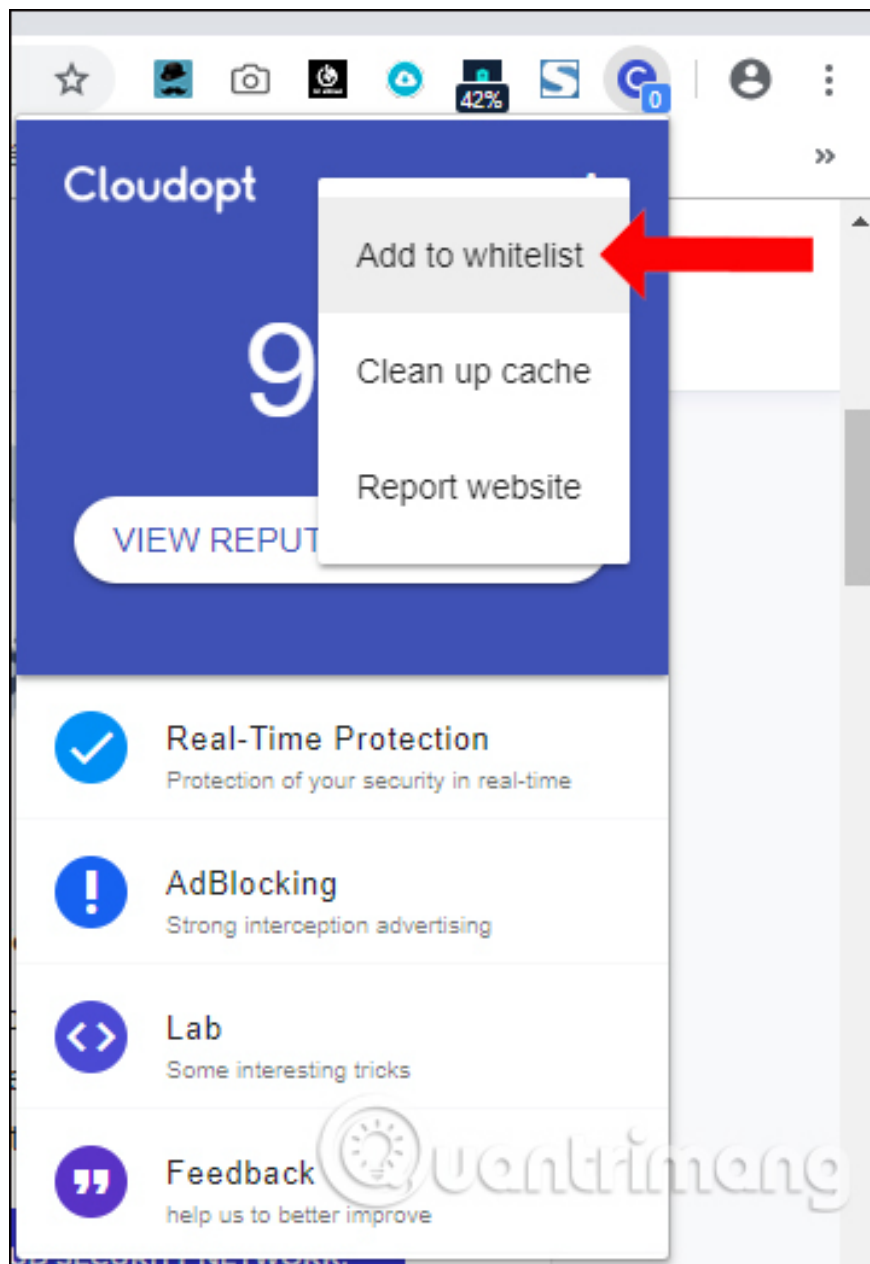 42%
0
»
Cloudopt
Add to whitelist
9
Clean up cache
Report website
VIEW REPUT
Real-Time Protection
Protection of your security in real-time
AdBlocking
Strong interception advertising
Lab
Some interesting tricks
Feedback
help us to better improve
Quantrimang
SECURITY NETWORK